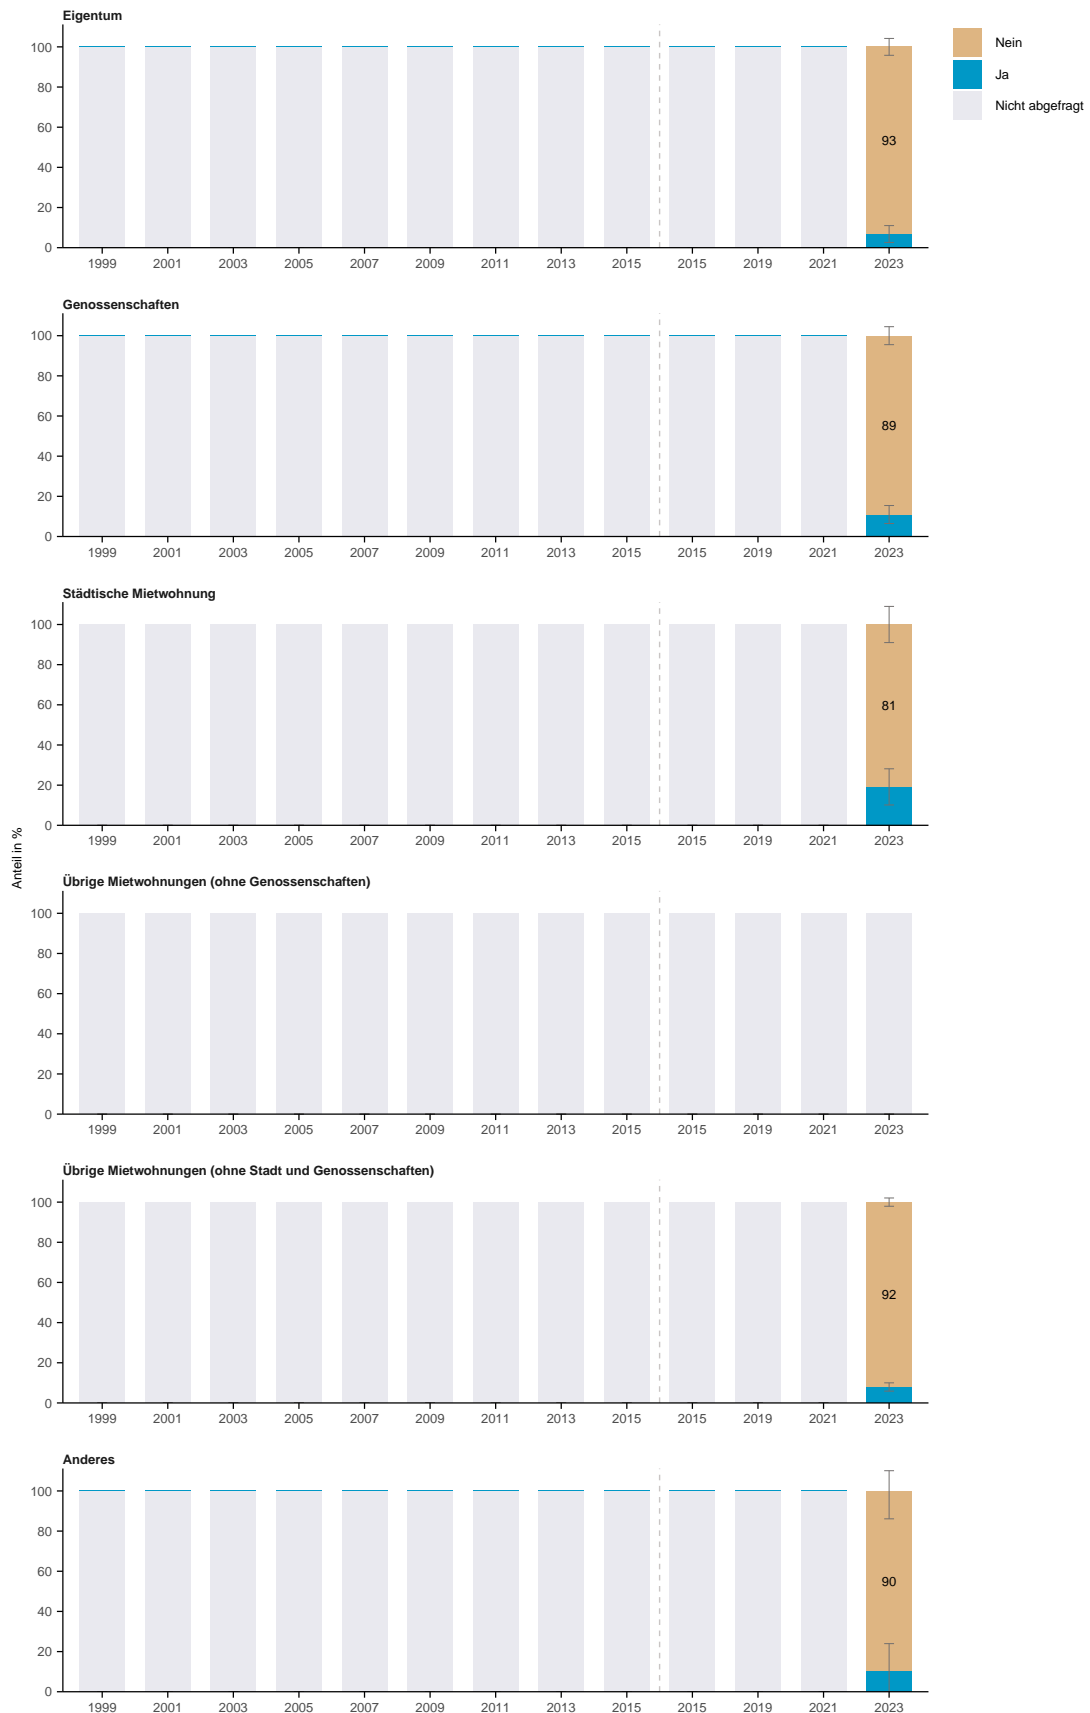 Eigentum
100
80
60
40
20
0
93
1999 2001 2003 2005 2007 2009 2011 2013 2015 2015 2019 2021 2023
Nein
Ja
Nicht abgefragt
Genossenschaften
100
80
60
40
20
0
89
1999 2001 2003 2005 2007 2009 2011 2013 2015 2015 2019 2021 2023
Städtische Mietwohnung
100
80
60
40
20
0
81
1999 2001 2003 2005 2007 2009 2011 2013 2015 2015 2019 2021 2023
Anteil in %
Übrige Mietwohnungen (ohne Genossenschaften)
100
80
60
40
20
0
1999 2001 2003 2005 2007 2009 2011 2013 2015 2015 2019 2021 2023
Übrige Mietwohnungen (ohne Stadt und Genossenschaften)
100
80
60
40
20
0
92
1999 2001 2003 2005 2007 2009 2011 2013 2015 2015 2019 2021 2023
Anderes
100
80
60
40
20
0
90
1999 2001 2003 2005 2007 2009 2011 2013 2015 2015 2019 2021 2023